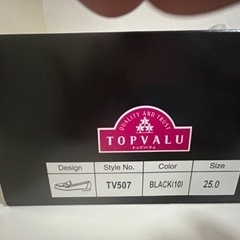 QUALITY AND TRUST
TOPVALU
トップバリュ
Design Style No. Color Size
TV507 BLACK(10) 25.0